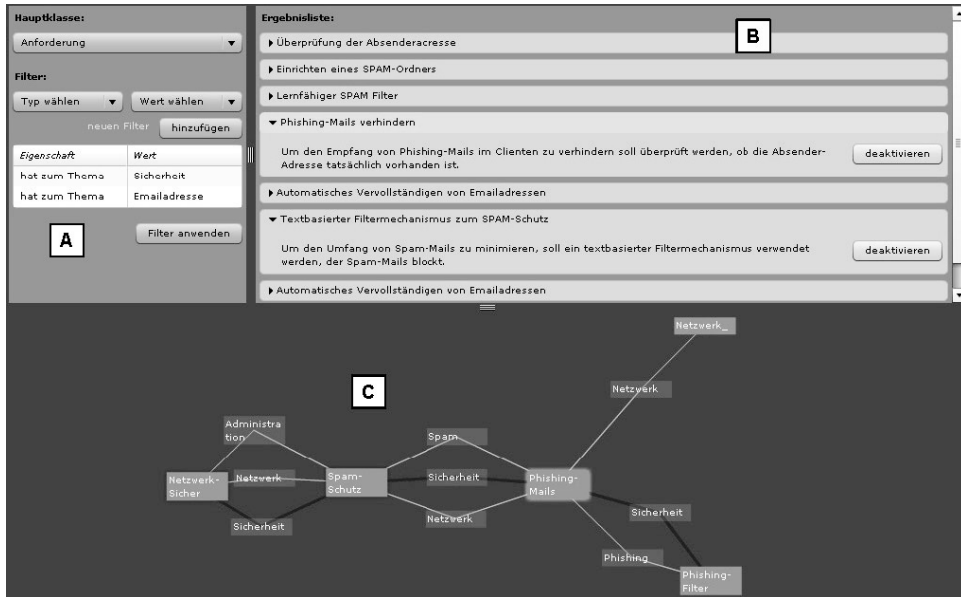 Hauptklasse:
Anforderung
Filter:
Typ wählen
Wert wählen
neuen Filter
hinzufügen
Eigenschaft Wert
hat zum Thema Sicherheit
hat zum Thema Emailadresse
A
Filter anwenden
Ergebnisliste:
B
Überprüfung der Absenderacresse
Einrichten eines SPAM-Ordners
Lernfähiger SPAM Filter
Phishing-Mails verhindern
Um den Empfang von Phishing-Mails im Clienten zu verhindern soll überprüft werden, ob die Absender-
Adresse tatsächlich vorhanden ist.
deaktivieren
Automatisches Vervollständigen von Emailadressen
Textbasierter Filtermechanismus zum SPAM-Schutz
Um den Umfang von Spam-Mails zu minimieren, soll ein textbasierter Filtermechanismus verwendet
werden, der Spam-Mails blockt.
deaktivieren
Automatisches Vervollständigen von Emailadressen
Netzwerk_
Netzwerk
C
Administra
tion
Spam
Netzwerk-
Sicher
Netzwerk
Spam-
Schutz
Sicherheit
Phishing-
Mails
Sicherheit
Netzwerk
Sicherheit
Phishing
Phishing-
Filter